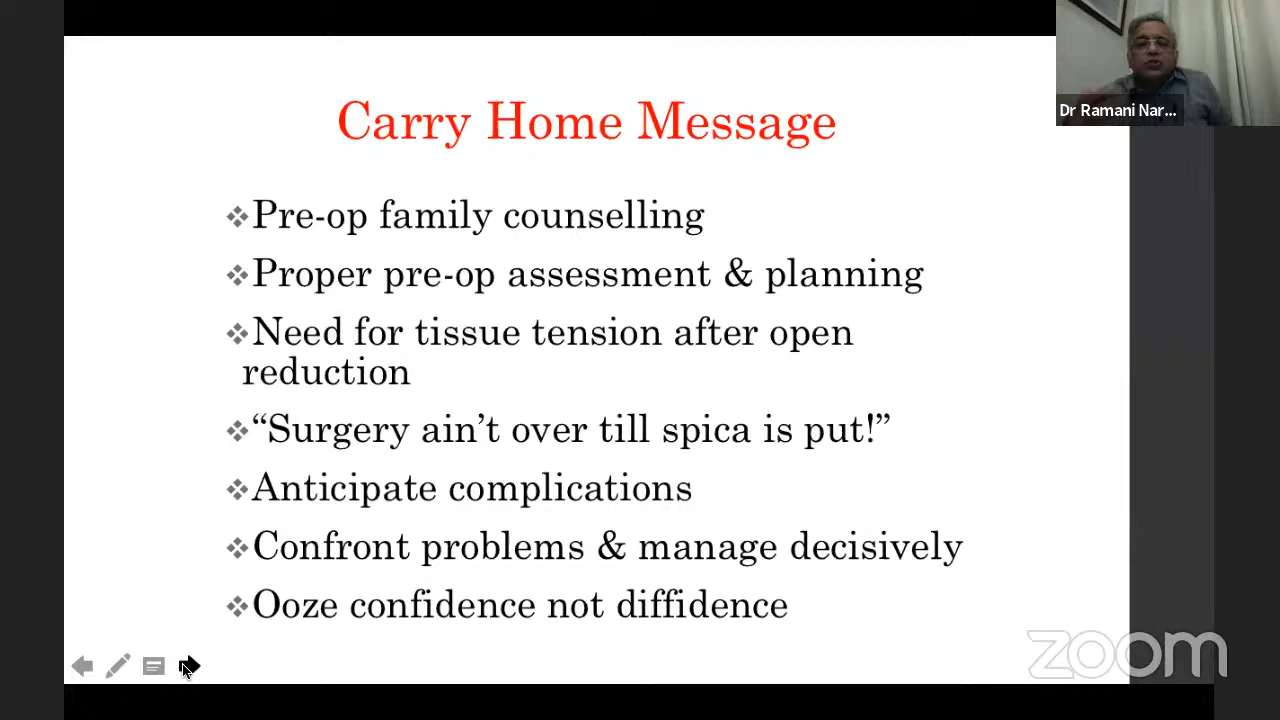 Carry Home Message
Dr Ramani Nar...
❖Pre-op family counselling
❖Proper pre-op assessment & planning
❖Need for tissue tension after open
reduction
❖“Surgery ain’t over till spica is put!”
❖Anticipate complications
❖Confront problems & manage decisively
❖Ooze confidence not diffidence
zoom